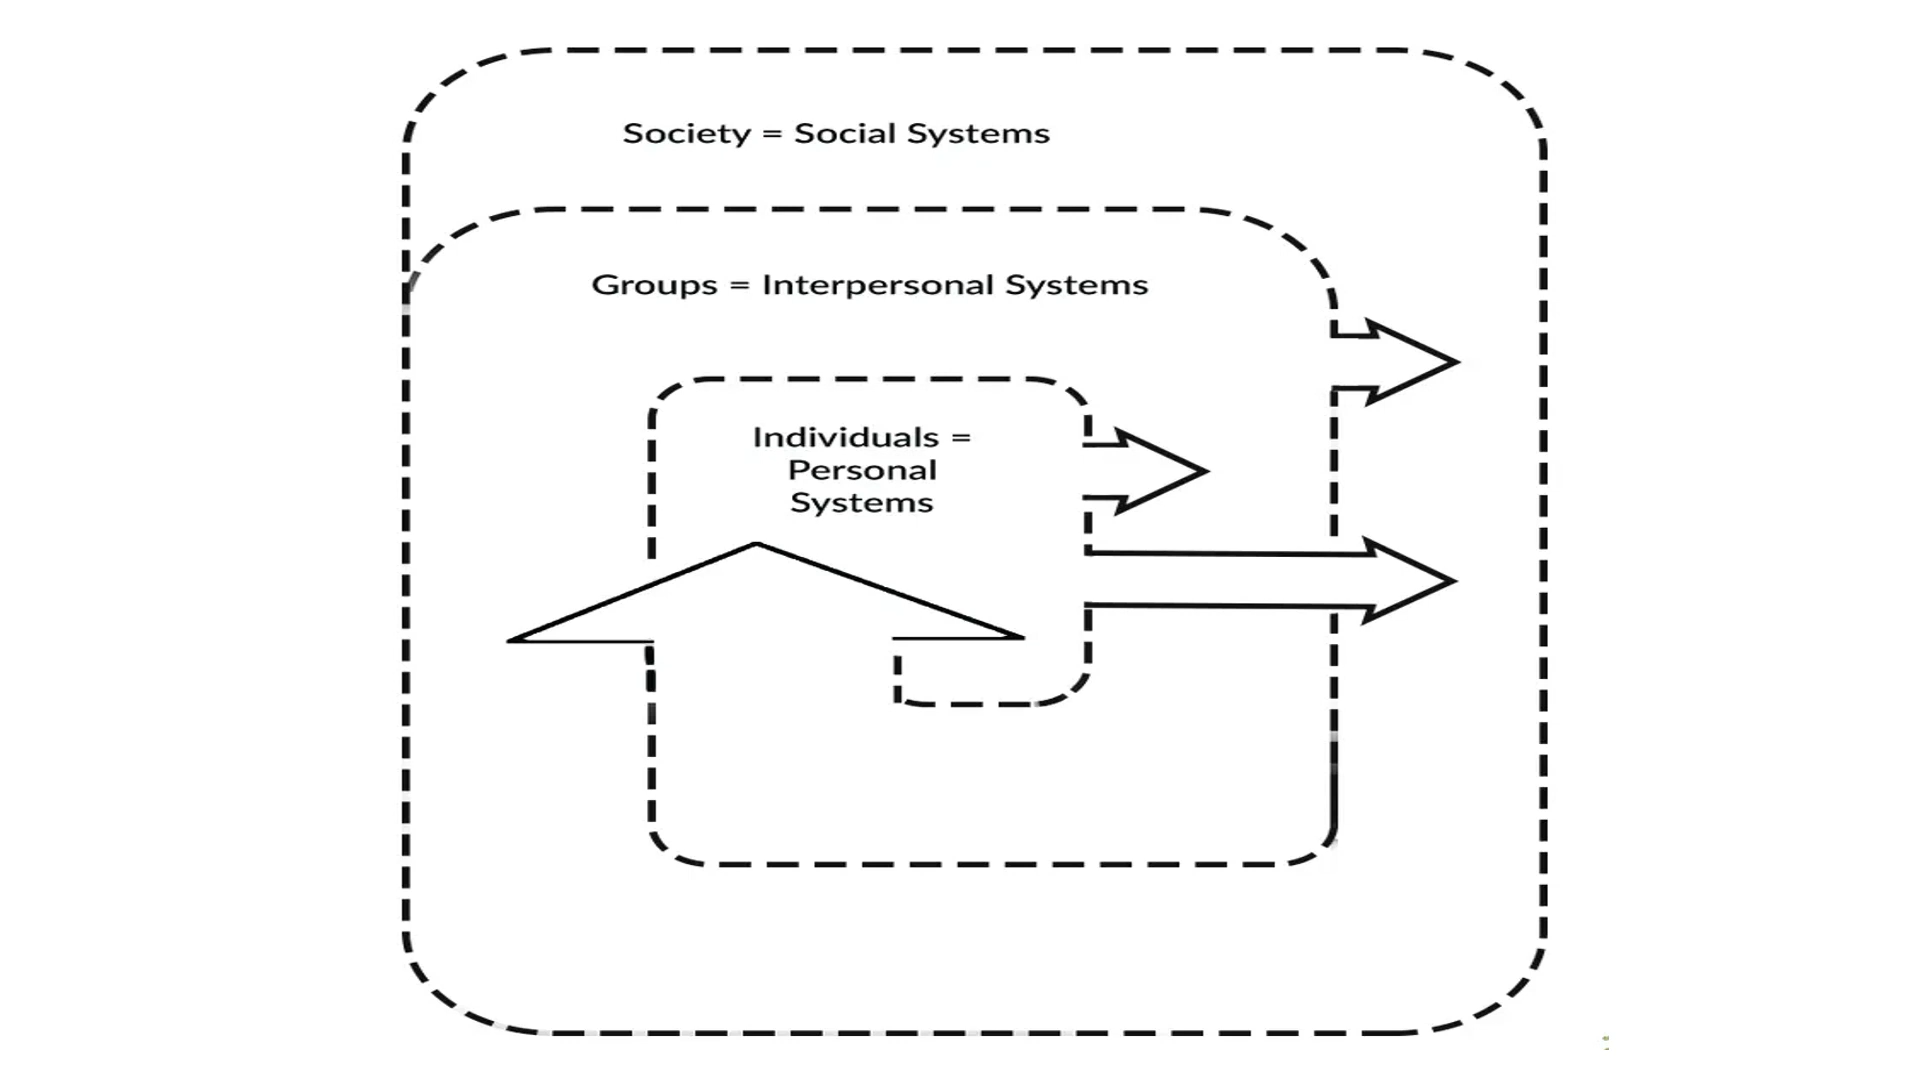 Society = Social Systems
Groups = Interpersonal Systems
Individuals =
Personal
Systems